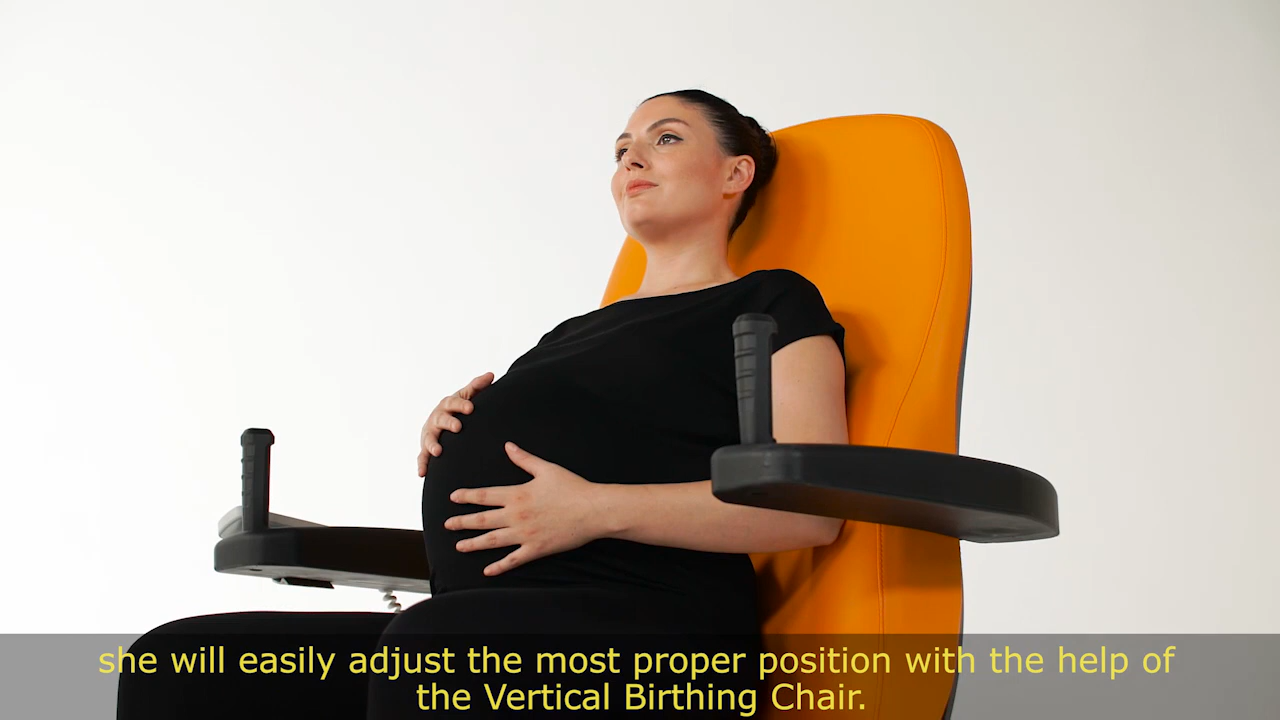 she will easily adjust the most proper position with the help of
the Vertical Birthing Chair.